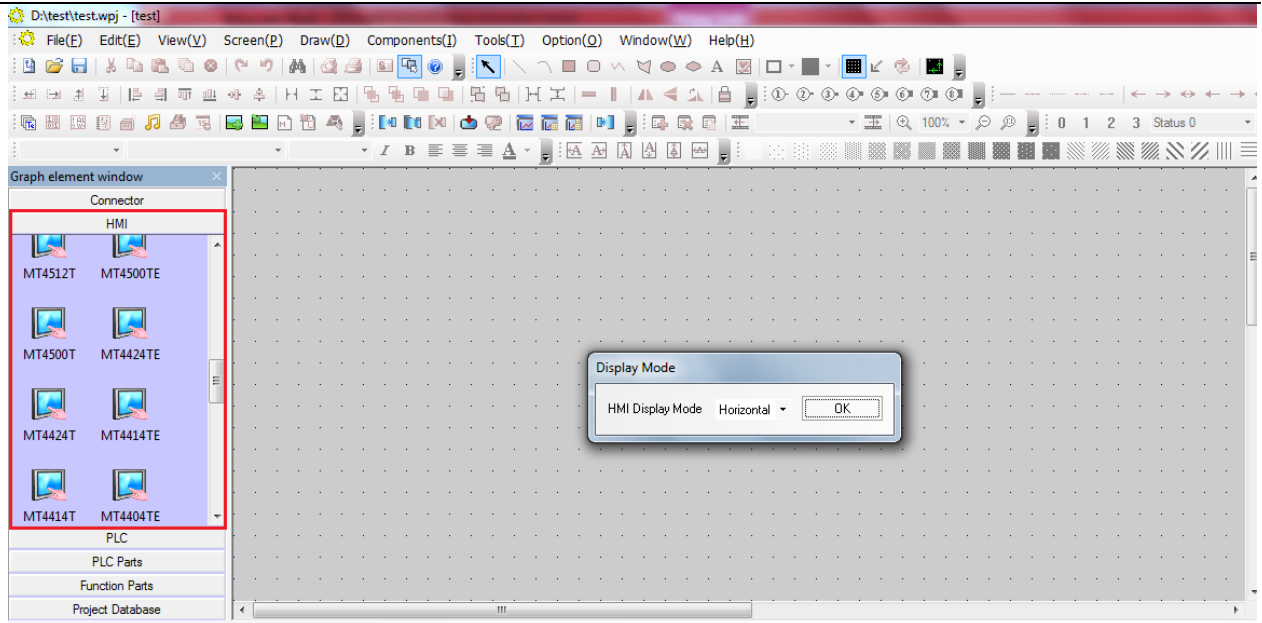 D:\test\test.wpj - [test]
File(F) Edit(E) View(V) Screen(P) Draw(D) Components(I) Tools(T) Option(O) Window(W) Help(H)
A
100% 0 1 2 3 Status 0
I B A
Graph element window
Connector
HMI
MT4512T MT4500TE
MT4500T MT4424TE
MT4424T MT4414TE
MT4414T MT4404TE
PLC
PLC Parts
Function Parts
Project Database
Display Mode
HMI Display Mode Horizontal OK